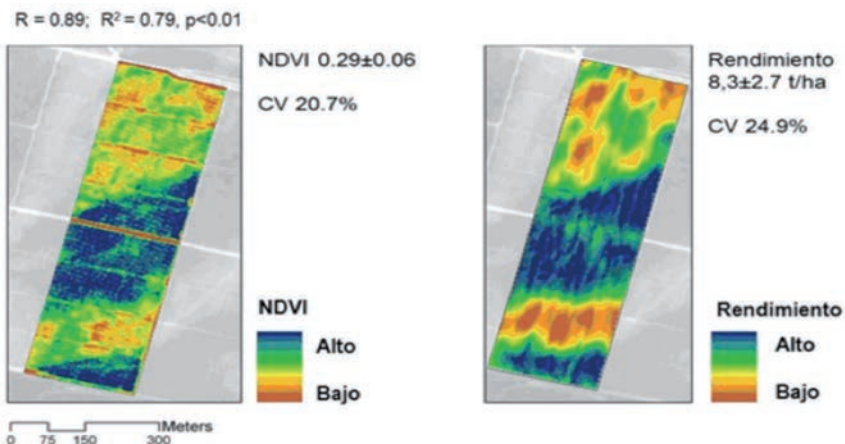 R = 0.89; R² = 0.79, p<0.01
NDVI 0.29±0.06
CV 20.7%
NDVI
Alto
Bajo
Meters
0 75 150 300
Rendimiento
8,3±2.7 t/ha
CV 24.9%
Rendimiento
Alto
Bajo